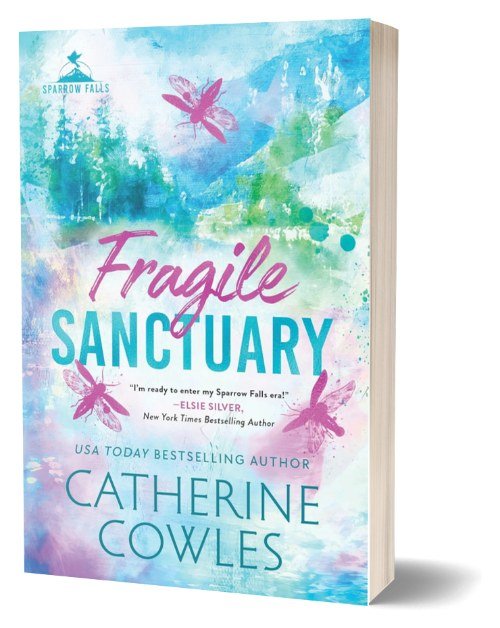 SPARROW FALLS
Fragile
SANCTUARY
“I’m ready to enter my Sparrow Falls era!”
—ELSIE SILVER,
New York Times Bestselling Author
USA TODAY BESTSELLING AUTHOR
CATHERINE
COWLES